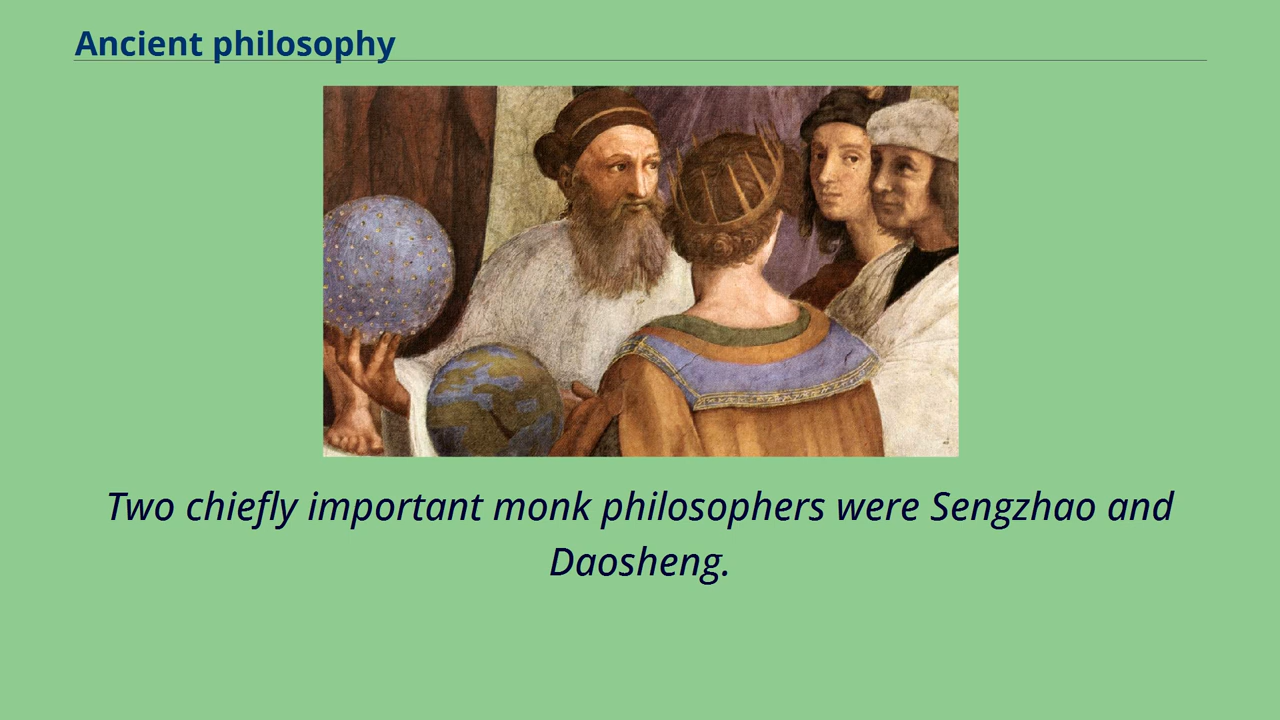 Ancient philosophy
Two chiefly important monk philosophers were Sengzhao and
Daosheng.